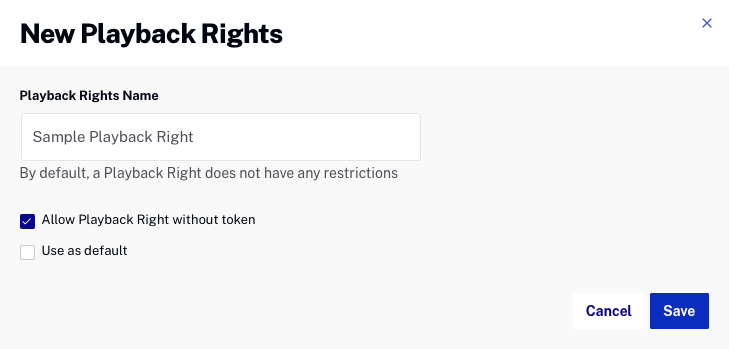 New Playback Rights
Playback Rights Name
Sample Playback Right
By default, a Playback Right does not have any restrictions
Allow Playback Right without token
Use as default
Cancel
Save